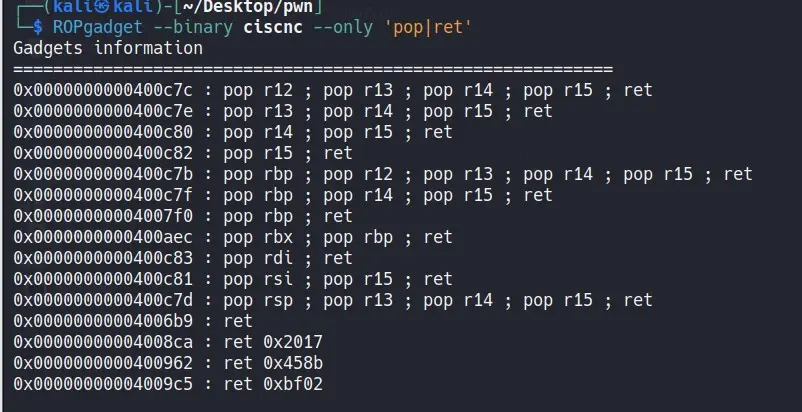 ┌──(kali㉿kali)-[~/Desktop/pwn]
└─$ ROPgadget --binary ciscnc --only 'pop|ret'
Gadgets information
============================================================
0x0000000000400c7c : pop r12 ; pop r13 ; pop r14 ; pop r15 ; ret
0x0000000000400c7e : pop r13 ; pop r14 ; pop r15 ; ret
0x0000000000400c80 : pop r14 ; pop r15 ; ret
0x0000000000400c82 : pop r15 ; ret
0x0000000000400c7b : pop rbp ; pop r12 ; pop r13 ; pop r14 ; pop r15 ; ret
0x0000000000400c7f : pop rbp ; pop r14 ; pop r15 ; ret
0x00000000004007f0 : pop rbp ; ret
0x0000000000400aec : pop rbx ; pop rbp ; ret
0x0000000000400c83 : pop rdi ; ret
0x0000000000400c81 : pop rsi ; pop r15 ; ret
0x0000000000400c7d : pop rsp ; pop r13 ; pop r14 ; pop r15 ; ret
0x00000000004006b9 : ret
0x00000000004008ca : ret 0x2017
0x0000000000400962 : ret 0x458b
0x00000000004009c5 : ret 0xbf02